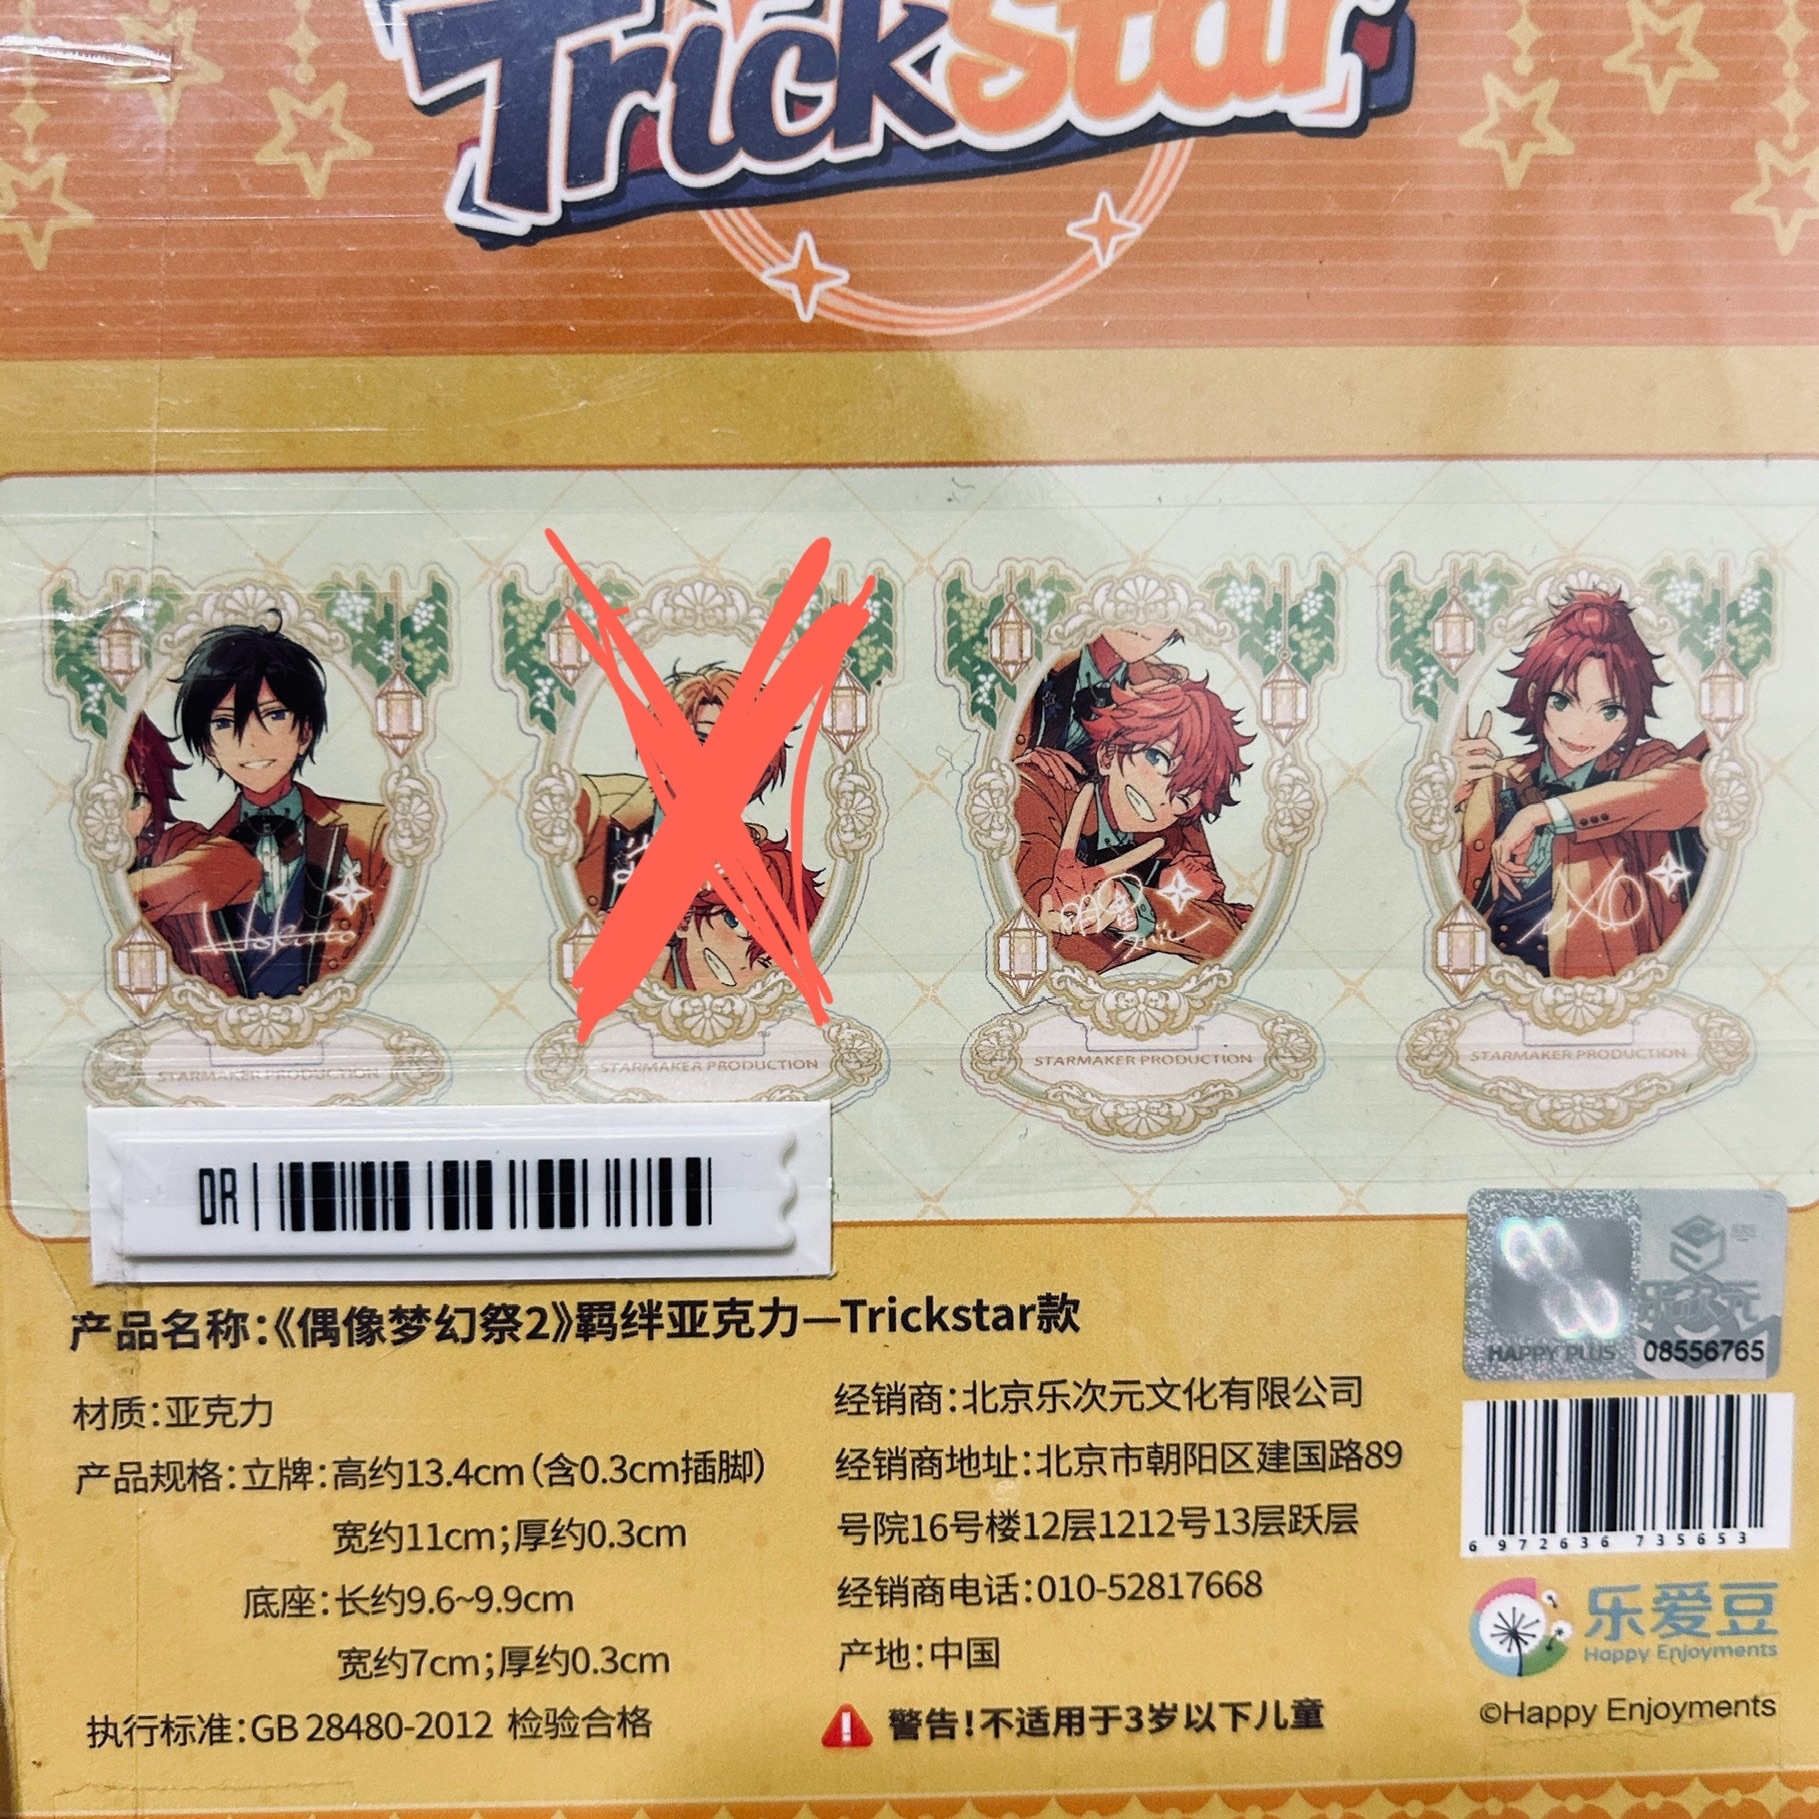 Trickstar
Hokuto
STARMAKER PRODUCTION
STARMAKER PRODUCTION
STARMAKER PRODUCTION
STARMAKER PRODUCTION
DR
产品名称:《偶像梦幻祭2》羁绊亚克力—Trickstar款
材质:亚克力
产品规格:立牌:高约13.4cm(含0.3cm插脚)
宽约11cm;厚约0.3cm
底座:长约9.6~9.9cm
宽约7cm;厚约0.3cm
执行标准:GB 28480-2012 检验合格
经销商:北京乐次元文化有限公司
经销商地址:北京市朝阳区建国路89
号院16号楼12层1212号13层跃层
经销商电话:010-52817668
产地:中国
警告!不适用于3岁以下儿童
乐次元
HAPPY PLUS 08556765
6 972636 735653
乐爱豆
Happy Enjoyments
©Happy Enjoyments